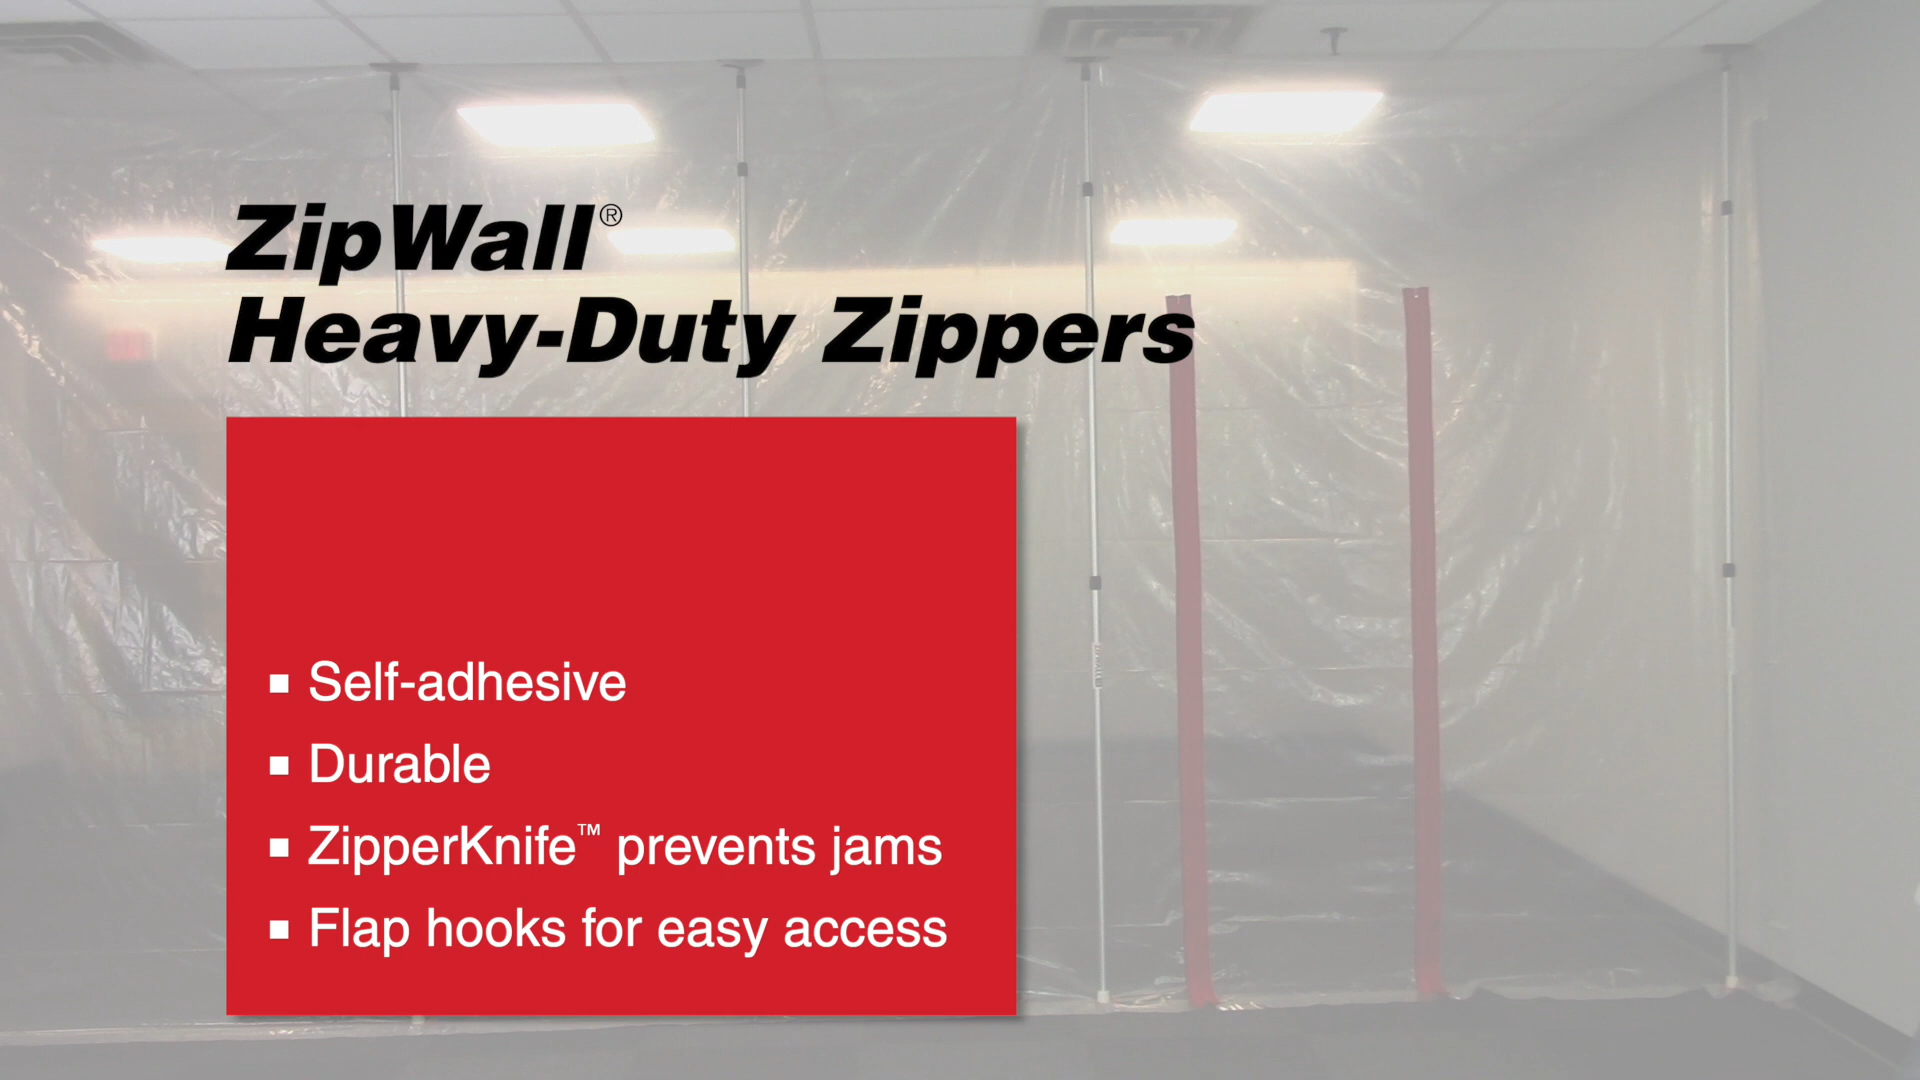 ZipWall®
Heavy-Duty Zippers
▪ Self-adhesive
▪ Durable
▪ ZipperKnife™ prevents jams
▪ Flap hooks for easy access